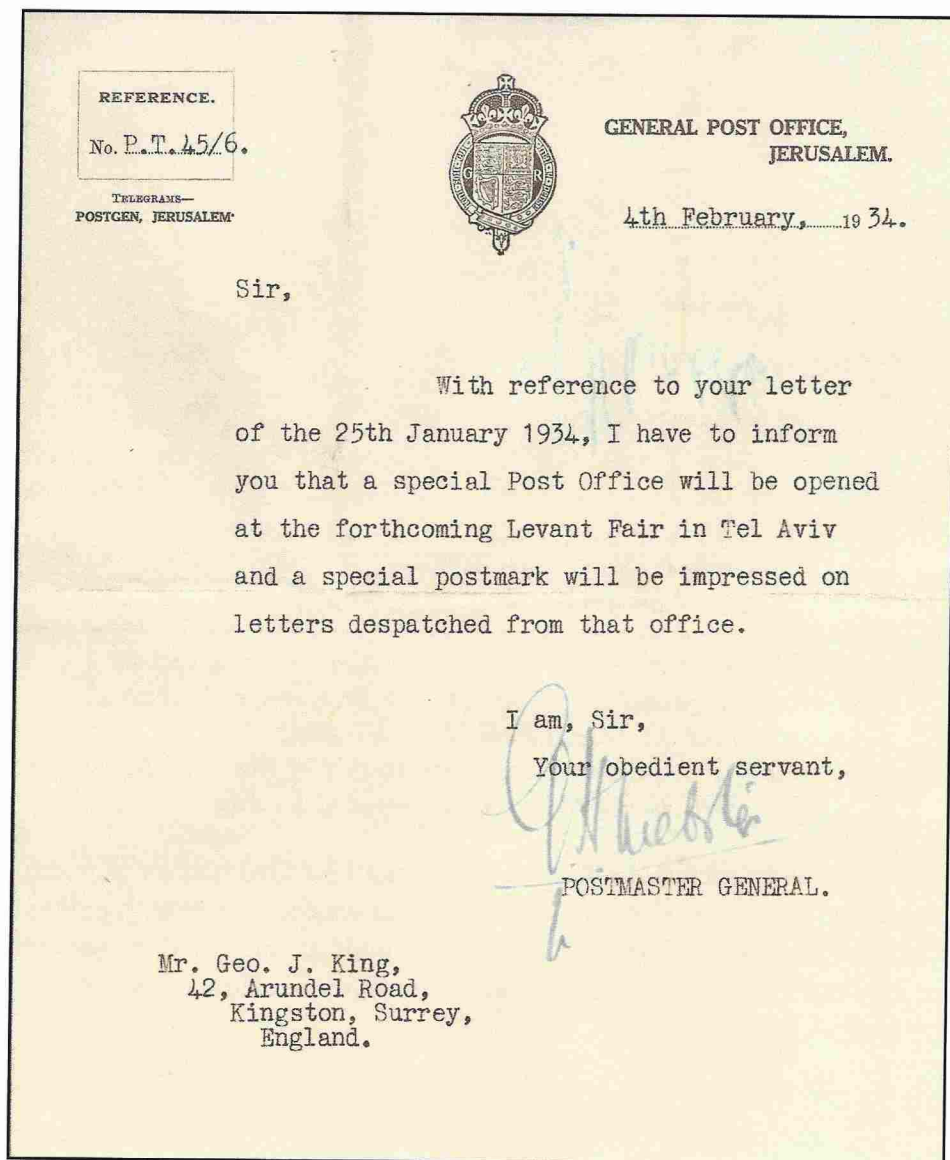 REFERENCE.
No. P.T.45/6.
TELEGRAMS—
POSTGEN, JERUSALEM.
G R
GENERAL POST OFFICE,
JERUSALEM.
4th February, 1934.
Sir,
With reference to your letter
of the 25th January 1934, I have to inform
you that a special Post Office will be opened
at the forthcoming Levant Fair in Tel Aviv
and a special postmark will be impressed on
letters despatched from that office.
I am, Sir,
Your obedient servant,
Webster
POSTMASTER GENERAL.
Mr. Geo. J. King,
42, Arundel Road,
Kingston, Surrey,
England.